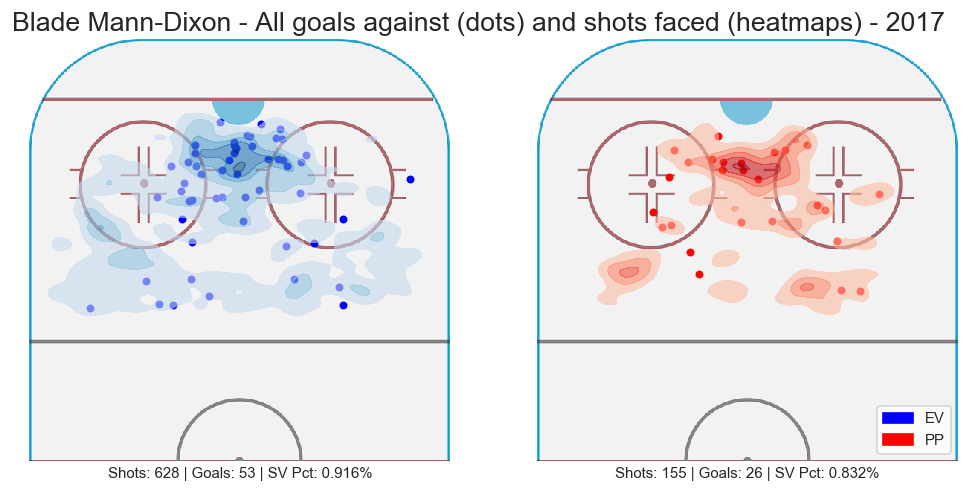 Blade Mann-Dixon - All goals against (dots) and shots faced (heatmaps) - 2017
EV
PP
Shots: 628 | Goals: 53 | SV Pct: 0.916%
Shots: 155 | Goals: 26 | SV Pct: 0.832%